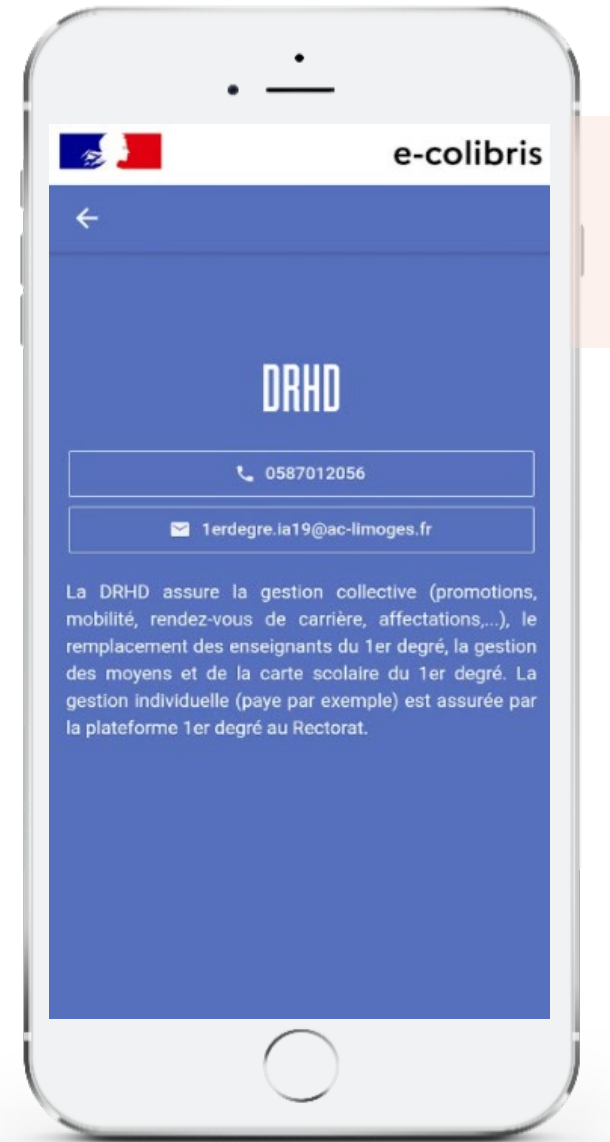 e-colibris
DRHD
0587012056
1erdegre.ia19@ac-limoges.fr
La DRHD assure la gestion collective (promotions,
mobilité, rendez-vous de carrière, affectations,...), le
remplacement des enseignants du 1er degré, la gestion
des moyens et de la carte scolaire du 1er degré. La
gestion individuelle (paye par exemple) est assurée par
la plateforme 1er degré au Rectorat.